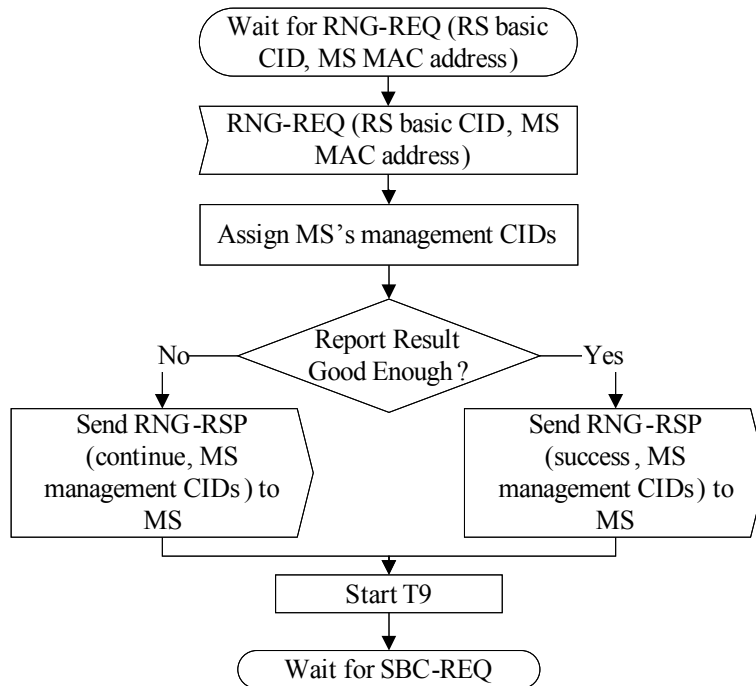 Wait for RNG-REQ (RS basic
CID, MS MAC address)
RNG-REQ (RS basic CID, MS
MAC address)
Assign MS's management CIDs
Report Result
Good Enough?
No
Yes
Send RNG-RSP
(continue, MS
management CIDs) to
MS
Send RNG-RSP
(success, MS
management CIDs) to
MS
Start T9
Wait for SBC-REQ